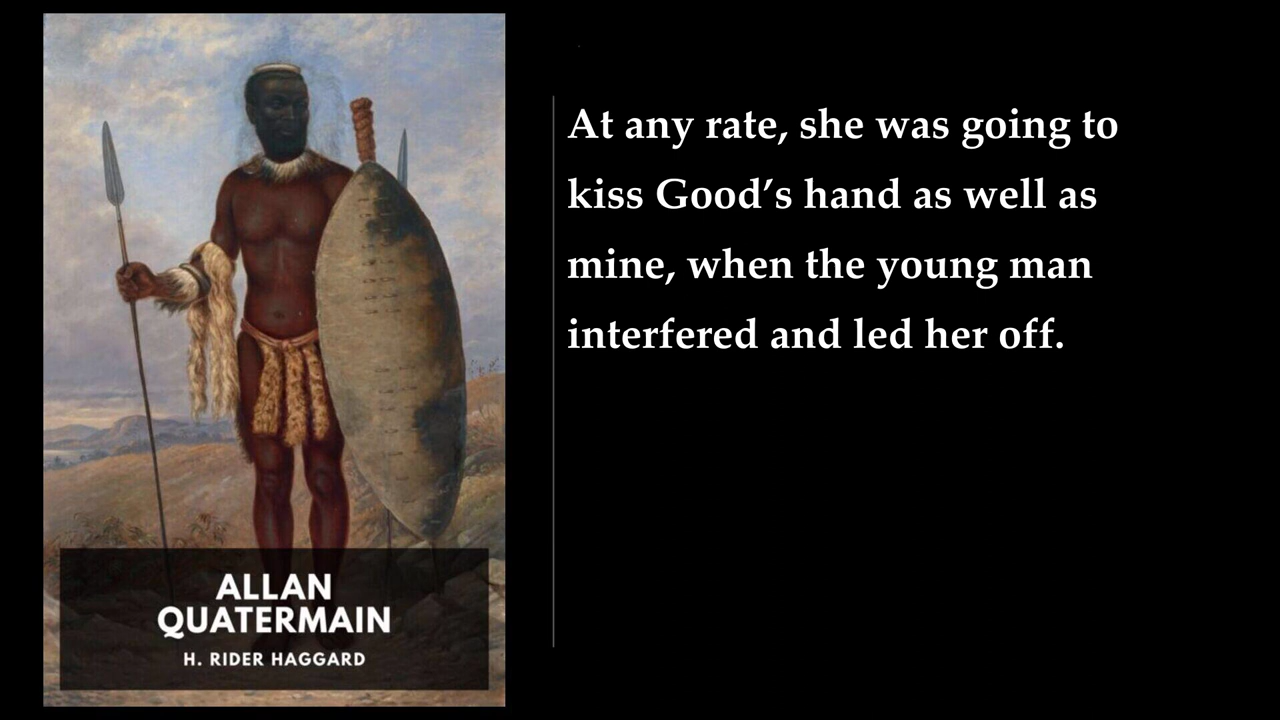 ALLAN
QUATERMAIN
H. RIDER HAGGARD
At any rate, she was going to
kiss Good’s hand as well as
mine, when the young man
interfered and led her off.